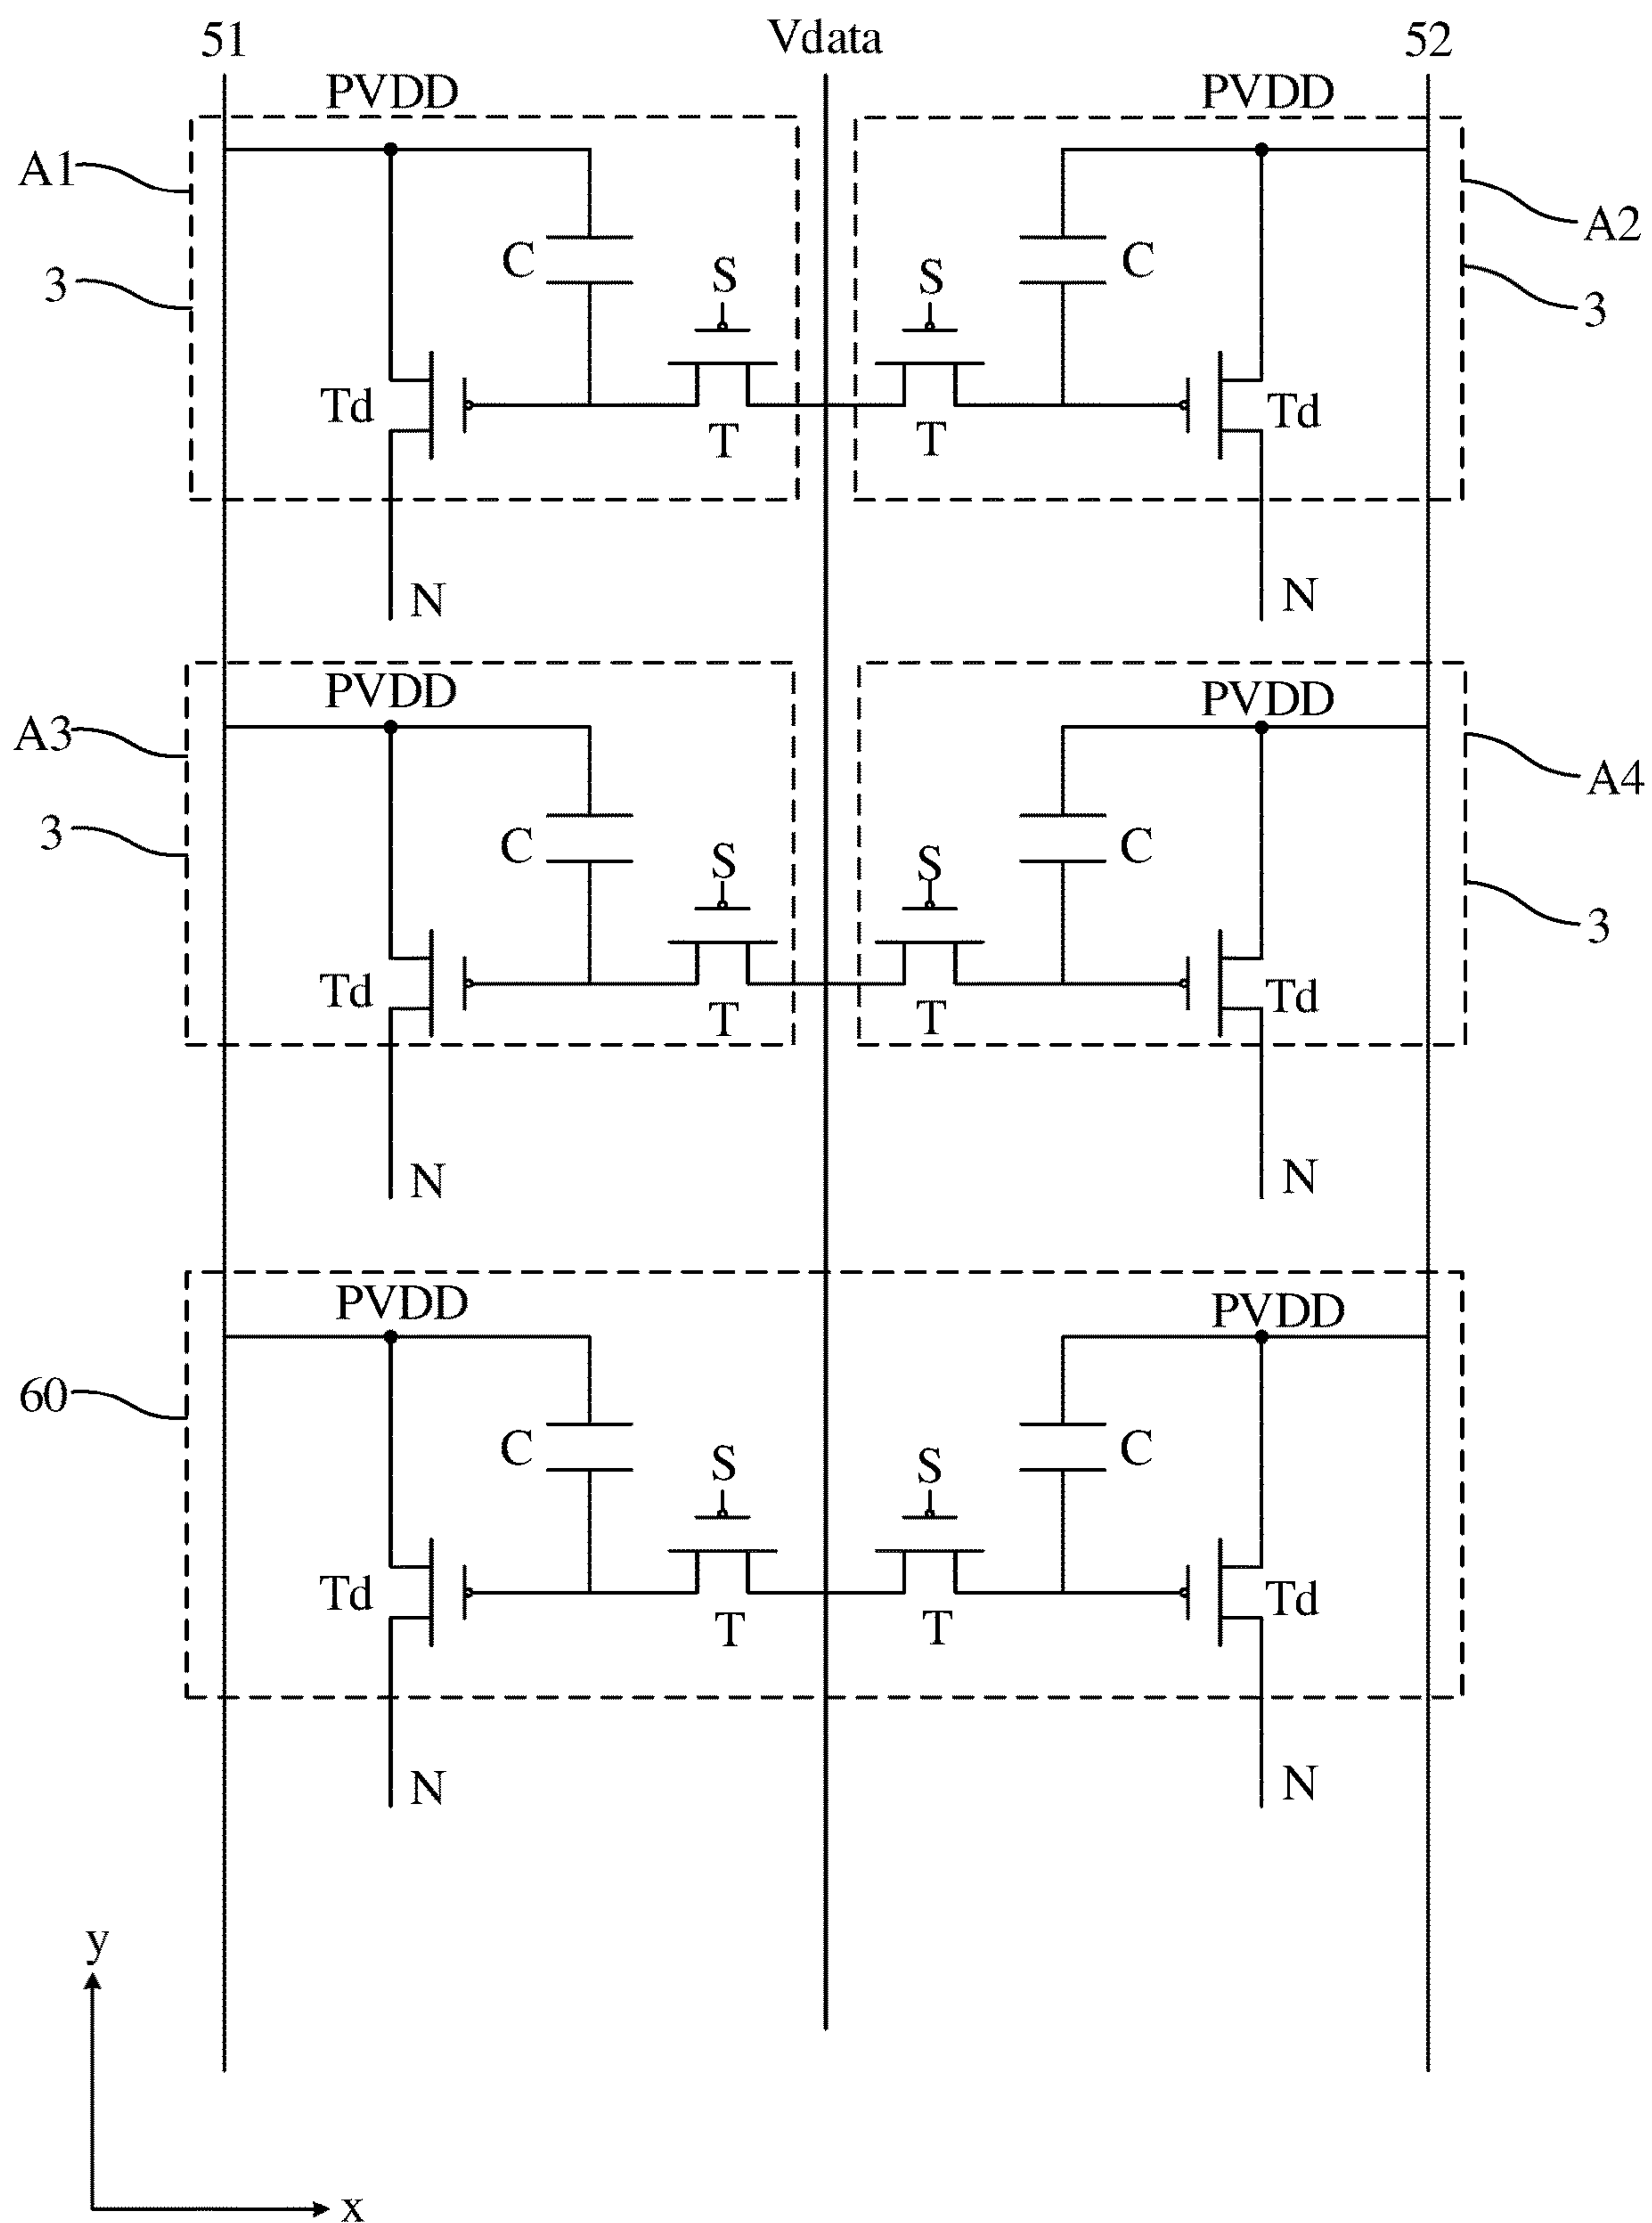 51 Vdata 52
PVDD PVDD
A1
A2
C C
S S
3
3
Td Td
T T
N N
PVDD PVDD
A3
A4
3
C C
S S
3
Td Td
T T
N N
PVDD PVDD
60
C C
S S
Td Td
T T
N N
y
x